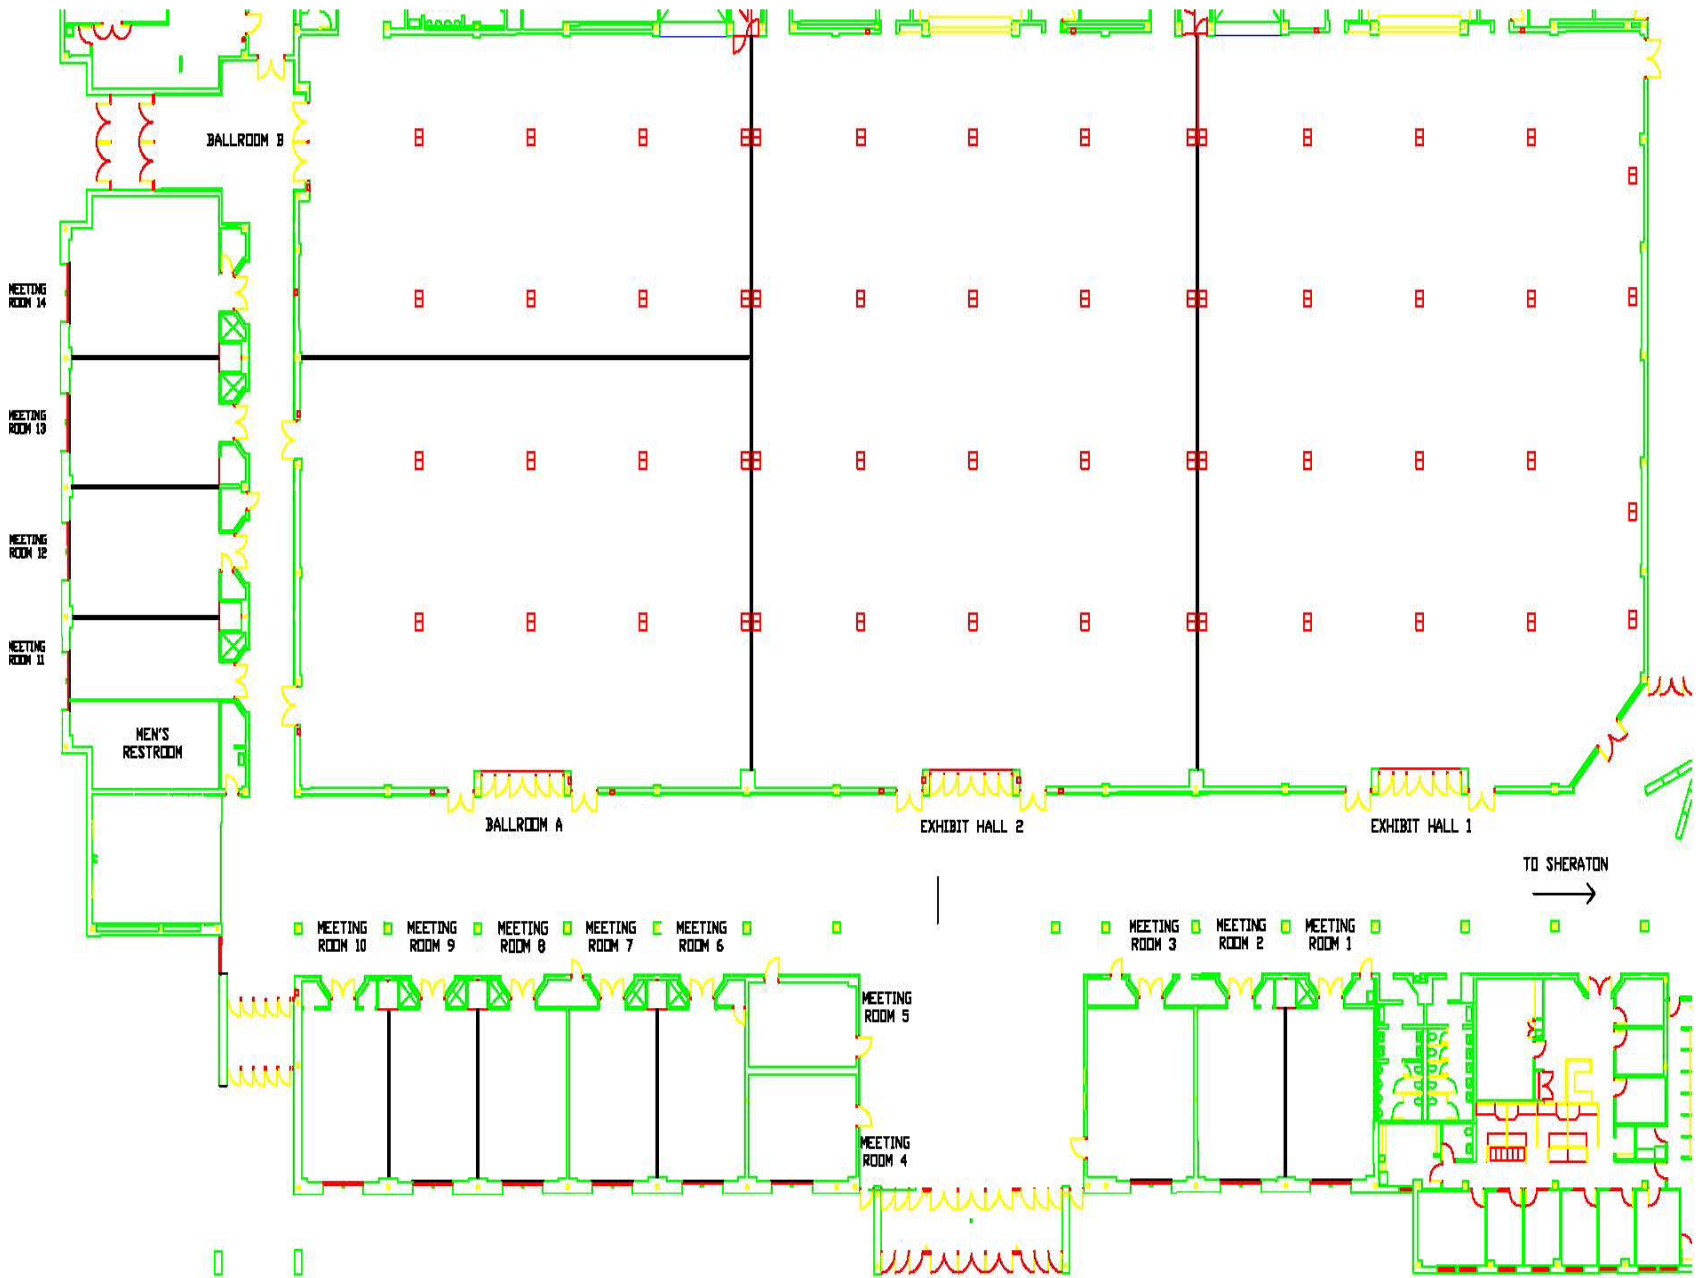 BALLROOM B
MEETING
ROOM 14
MEETING
ROOM 13
MEETING
ROOM 12
MEETING
ROOM 11
MEN'S
RESTROOM
BALLROOM A
EXHIBIT HALL 2
EXHIBIT HALL 1
TO SHERATON
MEETING
ROOM 10
MEETING
ROOM 9
MEETING
ROOM 8
MEETING
ROOM 7
MEETING
ROOM 6
MEETING
ROOM 3
MEETING
ROOM 2
MEETING
ROOM 1
MEETING
ROOM 5
MEETING
ROOM 4